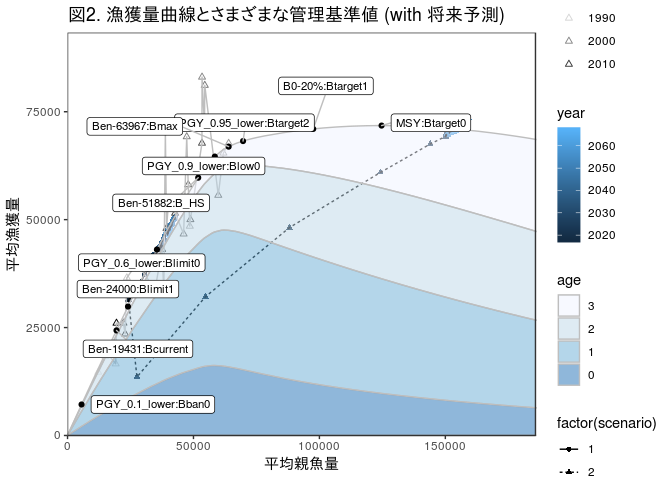 図2. 漁獲量曲線とさまざまな管理基準値 (with 将来予測)
1990
2000
2010
B0-20%:Btarget1
75000
Ben-63967:Bmax
PGY_0.95_lower:Btarget2
MSY:Btarget0
year
2060
2050
2040
2030
2020
PGY_0.9_lower:Blow0
Ben-51882:B_HS
50000
平均漁獲量
PGY_0.6_lower:Blimit0
Ben-24000:Blimit1
age
3
2
1
0
25000
Ben-19431:Bcurrent
PGY_0.1_lower:Bban0
factor(scenario)
1
2
0
0
50000
100000
150000
平均親魚量